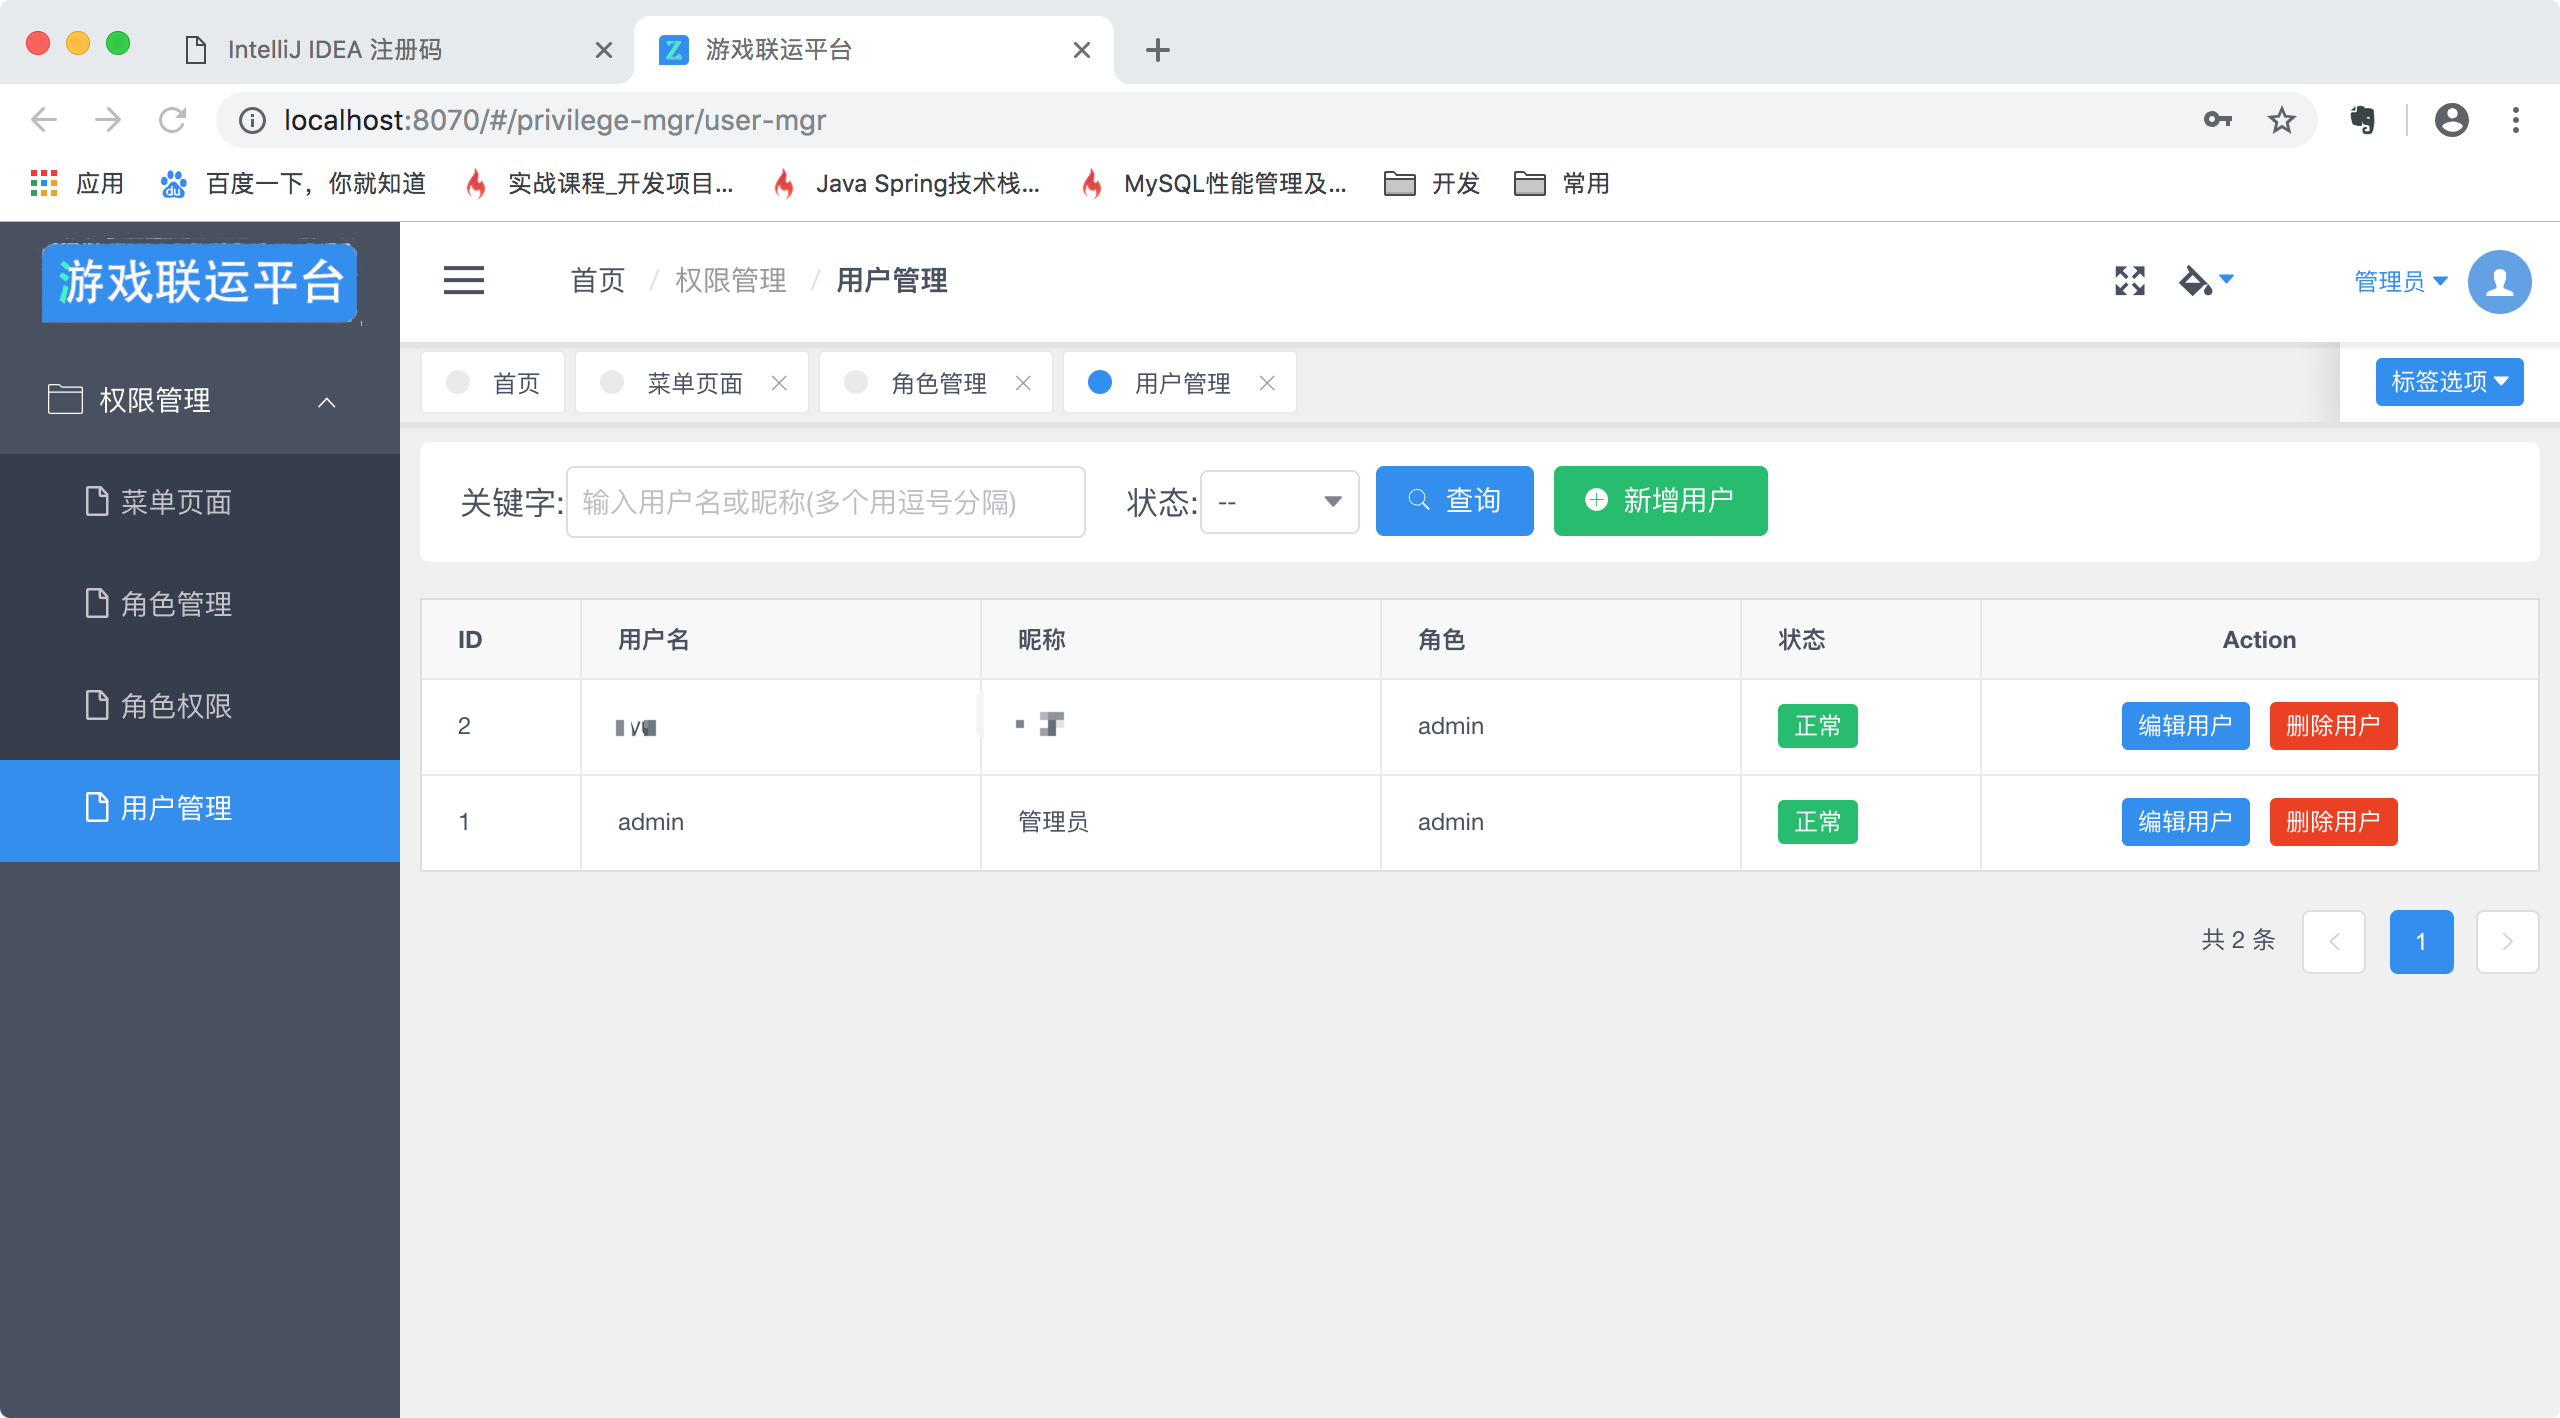 IntelliJ IDEA 注册码
游戏联运平台
localhost:8070/#/privilege-mgr/user-mgr
应用 百度一下，你就知道 实战课程_开发项目... Java Spring技术栈... MySQL性能管理及... 开发 常用
游戏联运平台
首页 / 权限管理 / 用户管理
管理员
首页 菜单页面 角色管理 用户管理
标签选项
权限管理
菜单页面
角色管理
角色权限
用户管理
关键字: 输入用户名或昵称(多个用逗号分隔) 状态: -- 查询 新增用户
ID 用户名 昵称 角色 状态 Action
2 admin 正常 编辑用户 删除用户
1 admin 管理员 admin 正常 编辑用户 删除用户
共 2 条 1